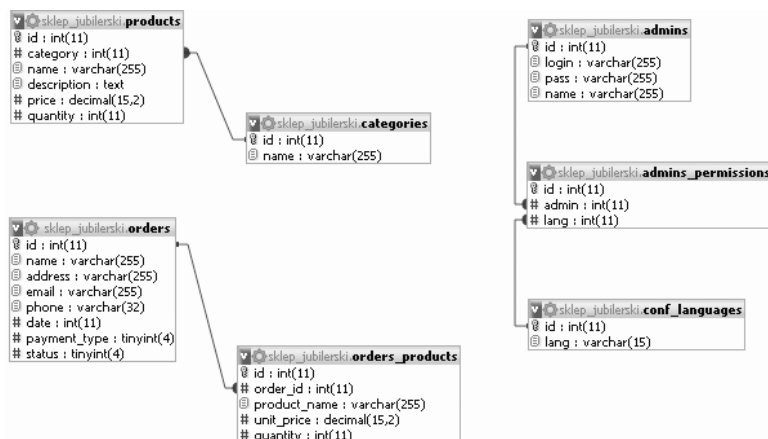 sklep_jubilerski.products
id : int(11)
# category : int(11)
name : varchar(255)
description : text
# price : decimal(15,2)
# quantity : int(11)
sklep_jubilerski.categories
id : int(11)
name : varchar(255)
sklep_jubilerski.orders
id : int(11)
name : varchar(255)
address : varchar(255)
email : varchar(255)
phone : varchar(32)
# date : int(11)
# payment_type : tinyint(4)
# status : tinyint(4)
sklep_jubilerski.orders_products
id : int(11)
# order_id : int(11)
product_name : varchar(255)
# unit_price : decimal(15,2)
# quantity : int(11)
sklep_jubilerski.admins
id : int(11)
login : varchar(255)
pass : varchar(255)
name : varchar(255)
sklep_jubilerski.admins_permissions
id : int(11)
# admin : int(11)
# lang : int(11)
sklep_jubilerski.conf_languages
id : int(11)
lang : varchar(15)